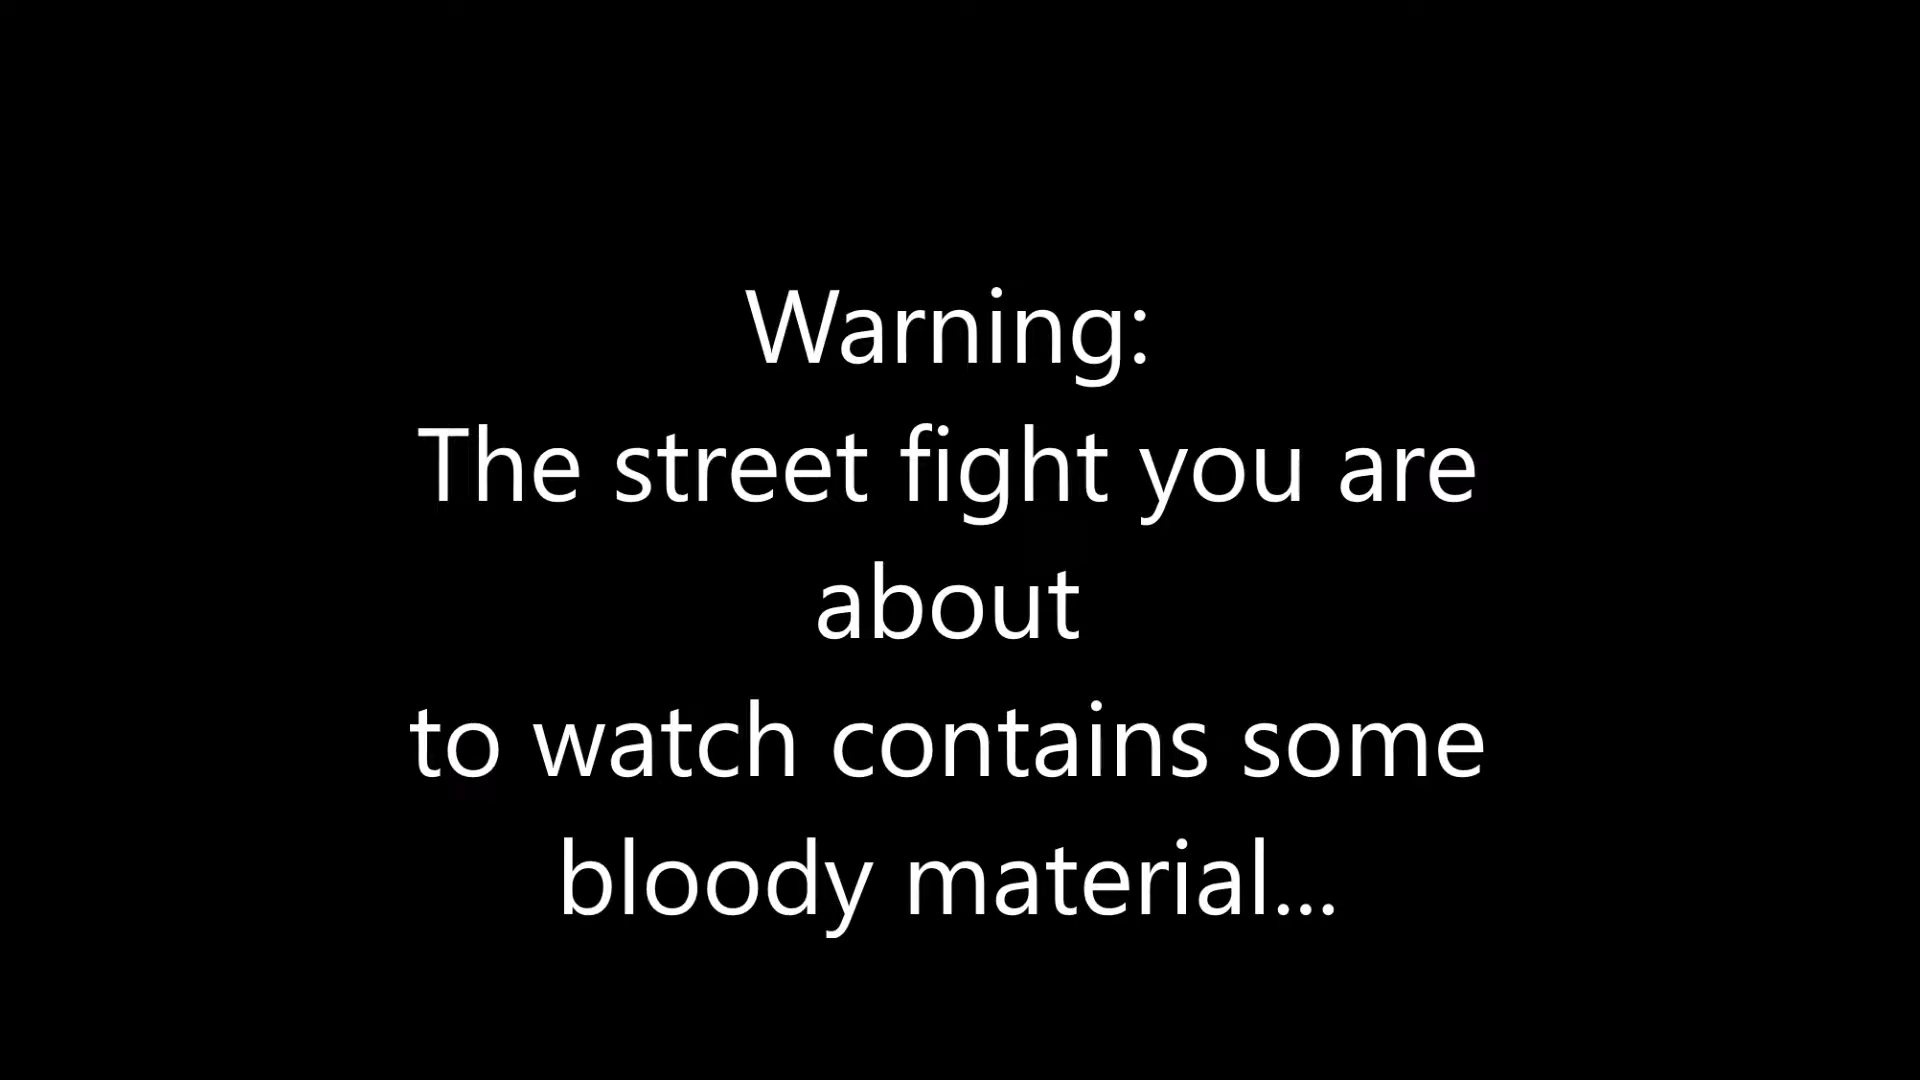 Warning:
The street fight you are
about
to watch contains some
bloody material...